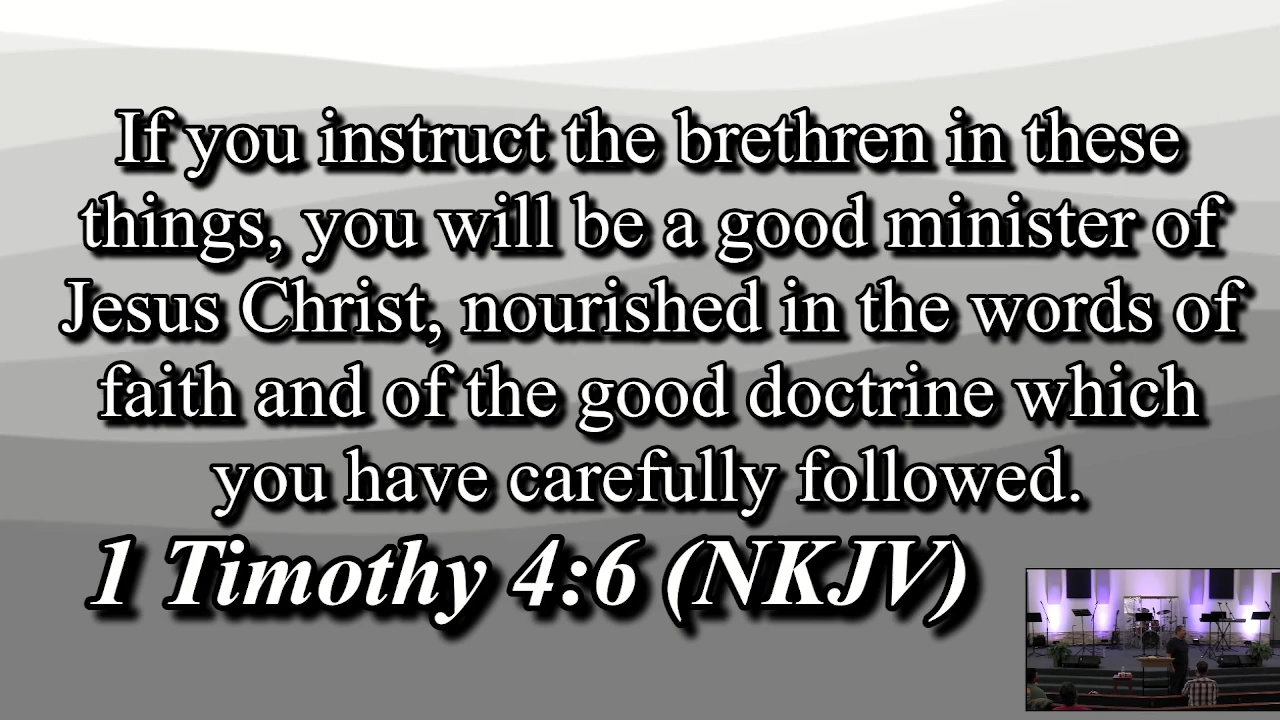 If you instruct the brethren in these
things, you will be a good minister of
Jesus Christ, nourished in the words of
faith and of the good doctrine which
you have carefully followed.
1 Timothy 4:6 (NKJV)